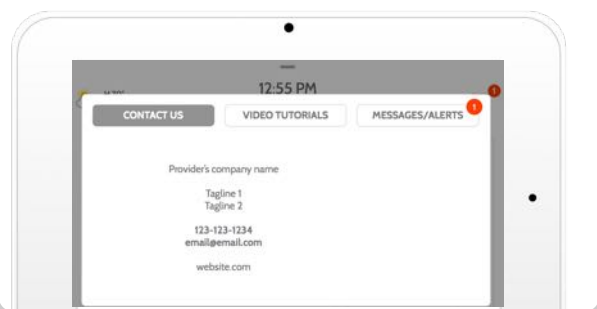 12:55 PM
1
CONTACT US
VIDEO TUTORIALS
MESSAGES/ALERTS
1
Provider's company name
Tagline 1
Tagline 2
123-123-1234
email@email.com
website.com